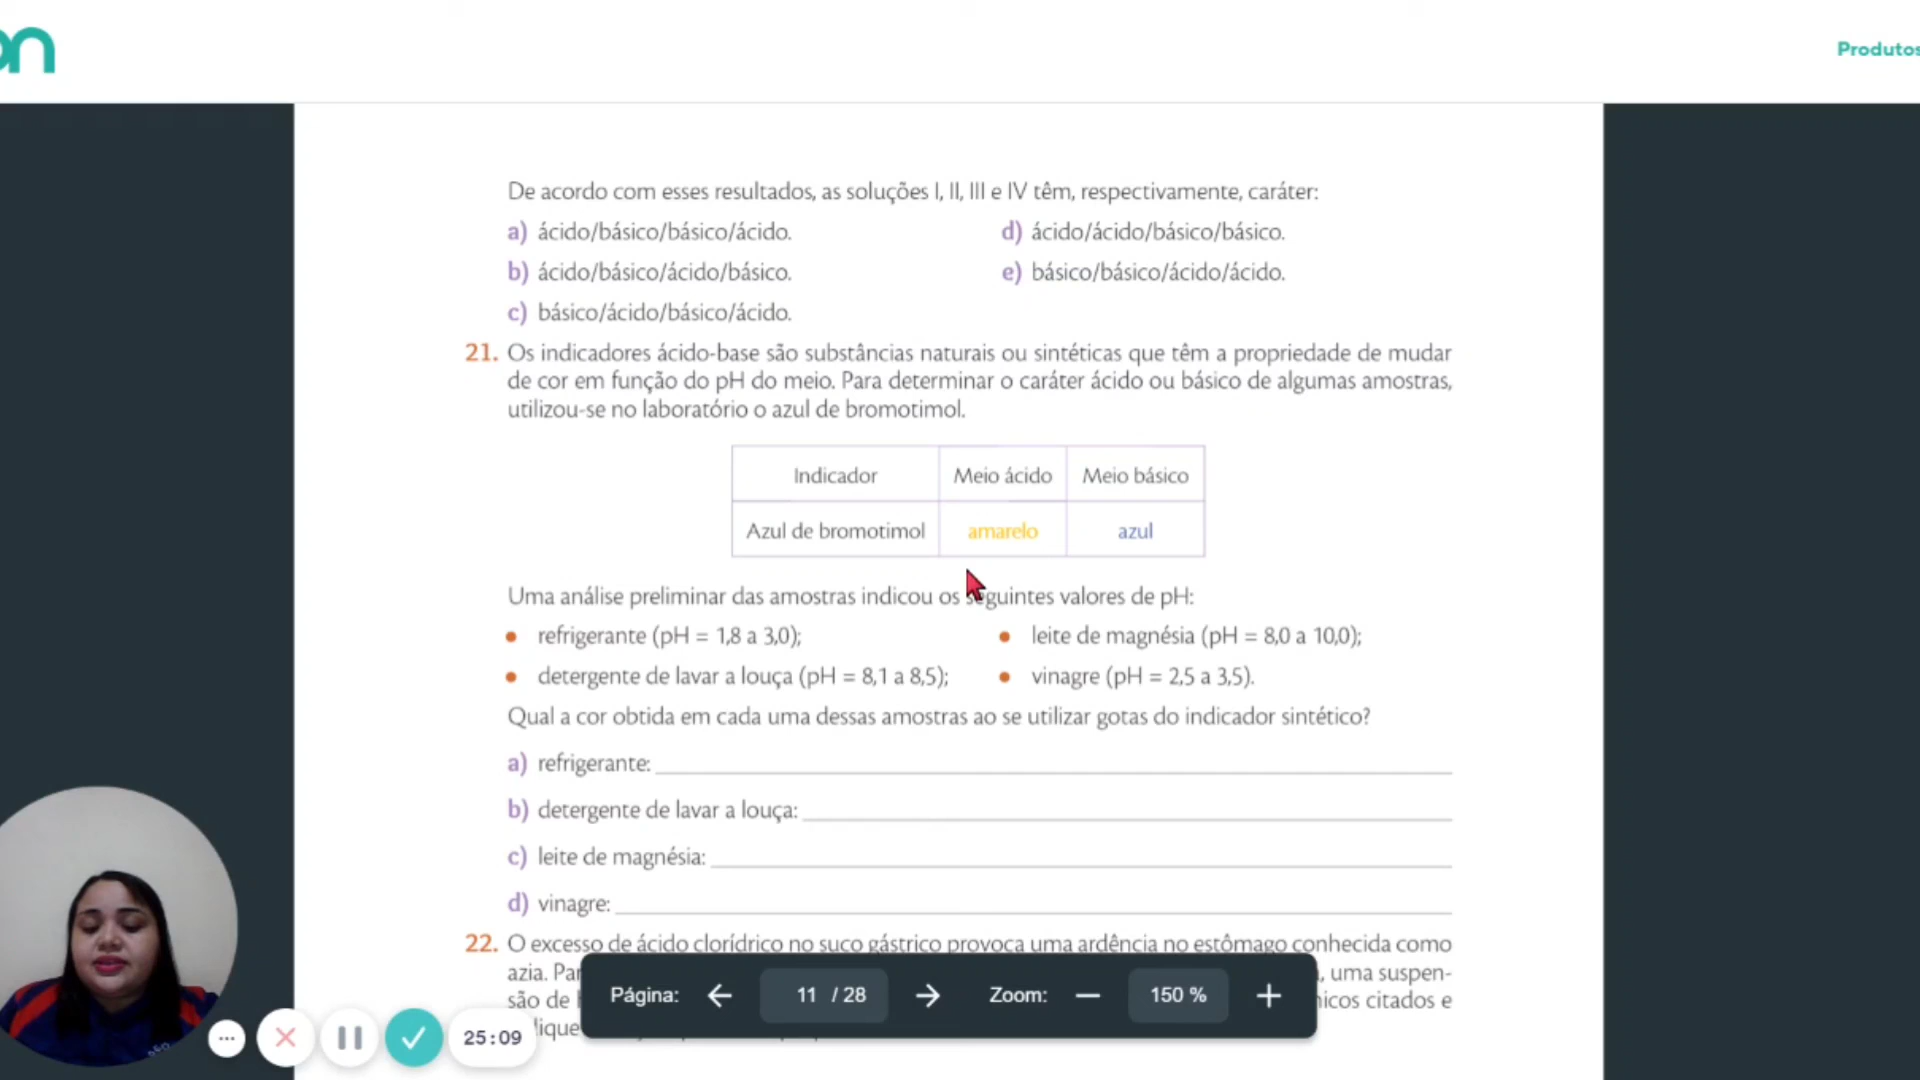 Produtos
De acordo com esses resultados, as soluções I, II, III e IV têm, respectivamente, caráter:
a) ácido/básico/básico/ácido.
d) ácido/ácido/básico/básico.
b) ácido/básico/ácido/básico.
e) básico/básico/ácido/ácido.
c) básico/ácido/básico/ácido.
21. Os indicadores ácido-base são substâncias naturais ou sintéticas que têm a propriedade de mudar
de cor em função do pH do meio. Para determinar o caráter ácido ou básico de algumas amostras,
utilizou-se no laboratório o azul de bromotimol.
Indicador Meio ácido Meio básico
Azul de bromotimol amarelo azul
Uma análise preliminar das amostras indicou os seguintes valores de pH:
• refrigerante (pH = 1,8 a 3,0);
• leite de magnésia (pH = 8,0 a 10,0);
• detergente de lavar a louça (pH = 8,1 a 8,5);
• vinagre (pH = 2,5 a 3,5).
Qual a cor obtida em cada uma dessas amostras ao se utilizar gotas do indicador sintético?
a) refrigerante:
b) detergente de lavar a louça:
c) leite de magnésia:
d) vinagre:
22. O excesso de ácido clorídrico no suco gástrico provoca uma ardência no estômago conhecida como
azia. , uma suspen-
são de citados e
Página: 11 / 28 Zoom: 150 %
25:09